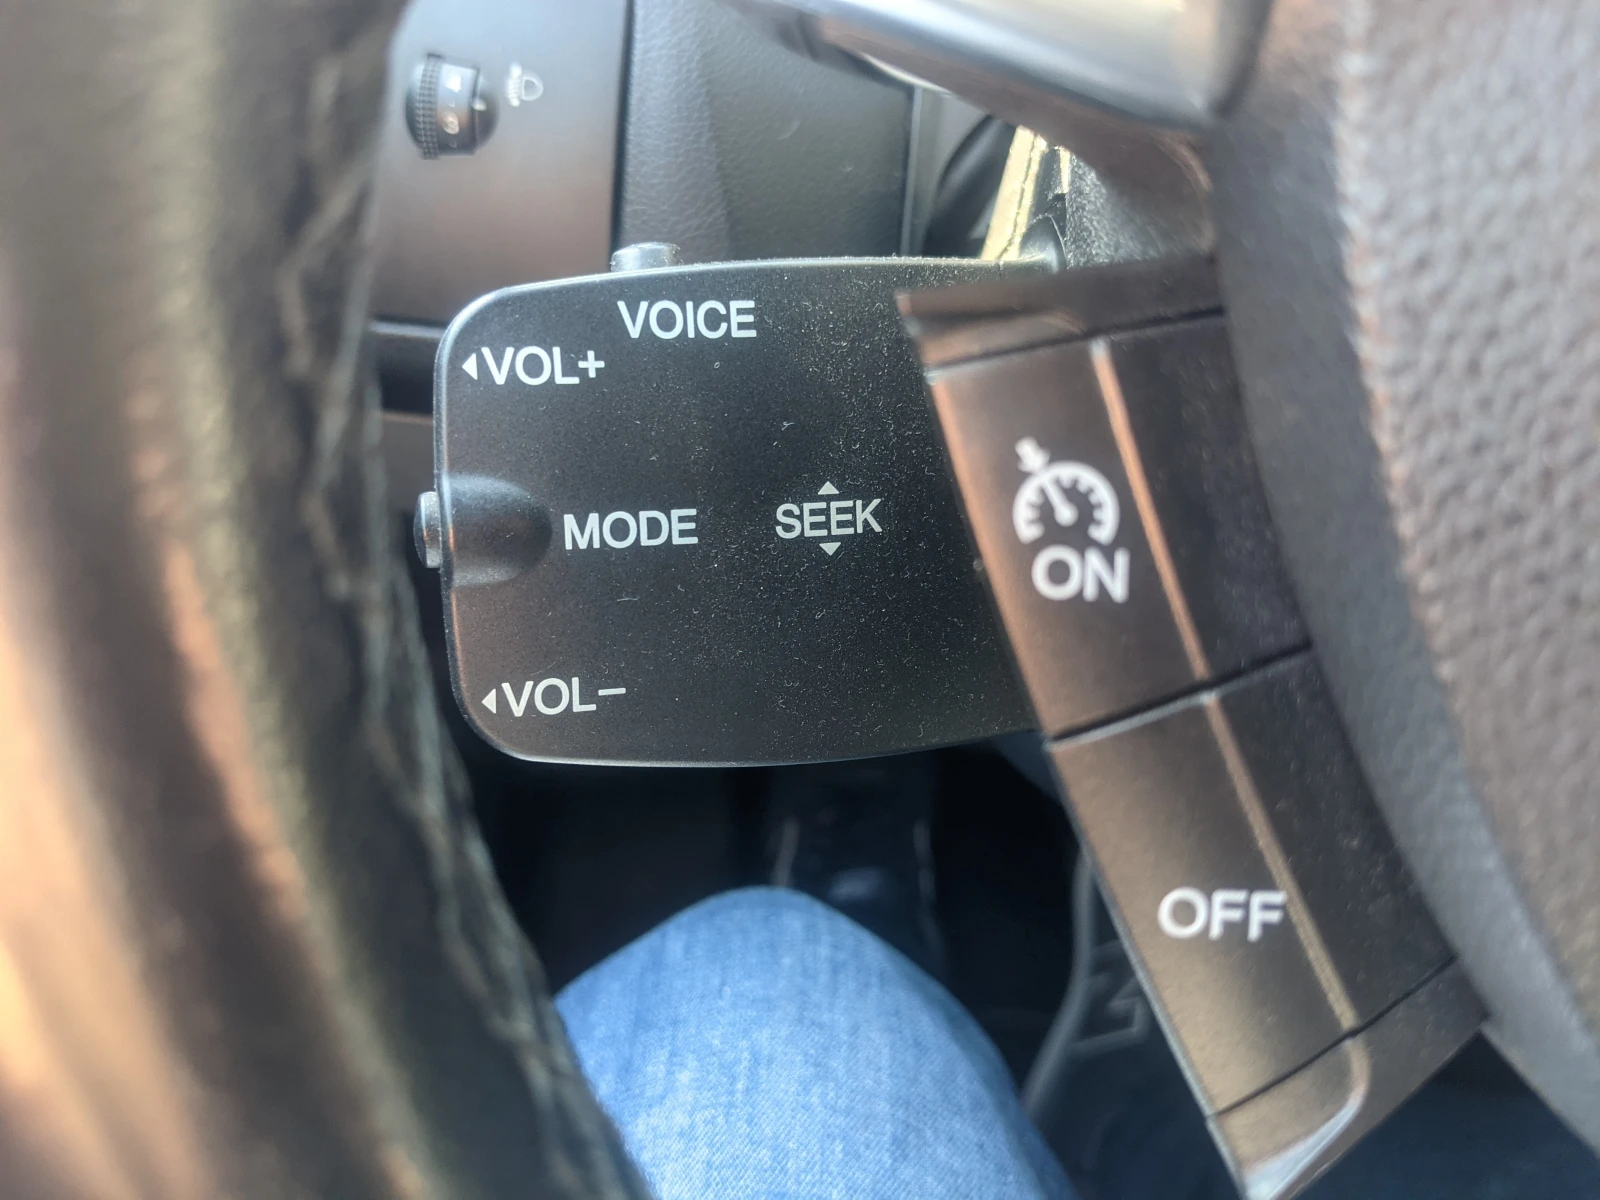 VOICE
VOL+
MODE
SEEK
VOL−
ON
OFF